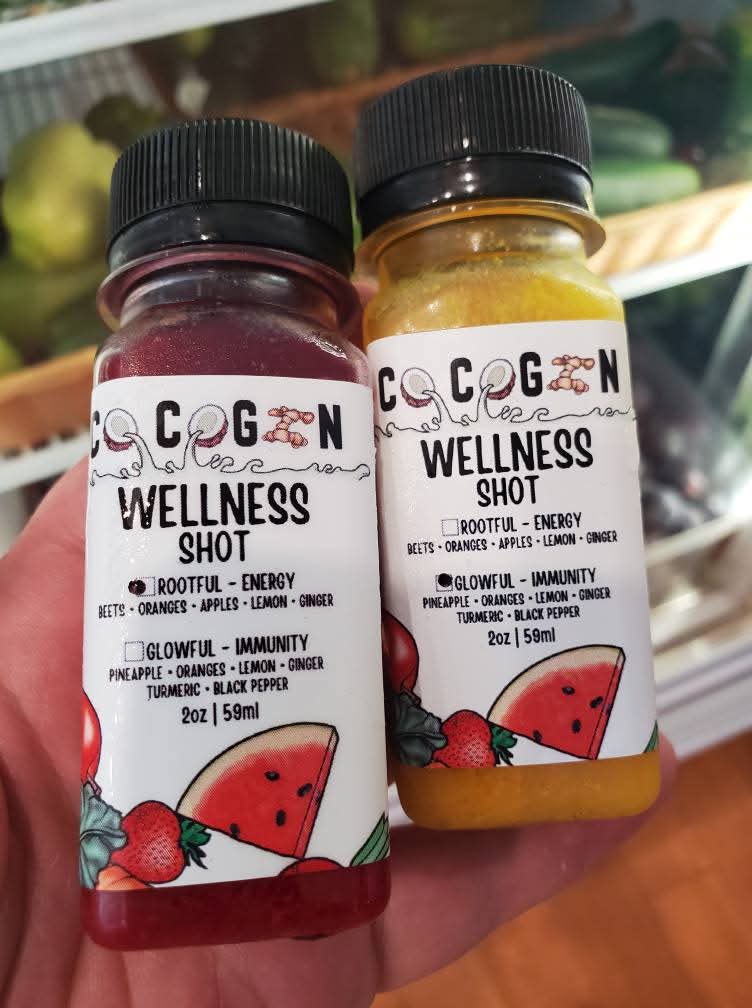 COCOGIN
WELLNESS
SHOT
ROOTFUL - ENERGY
BEETS • ORANGES • APPLES • LEMON • GINGER
GLOWFUL - IMMUNITY
PINEAPPLE • ORANGES • LEMON • GINGER
TURMERIC • BLACK PEPPER
2oz | 59ml
COCOGIN
WELLNESS
SHOT
ROOTFUL - ENERGY
BEETS • ORANGES • APPLES • LEMON • GINGER
GLOWFUL - IMMUNITY
PINEAPPLE • ORANGES • LEMON • GINGER
TURMERIC • BLACK PEPPER
2oz | 59ml